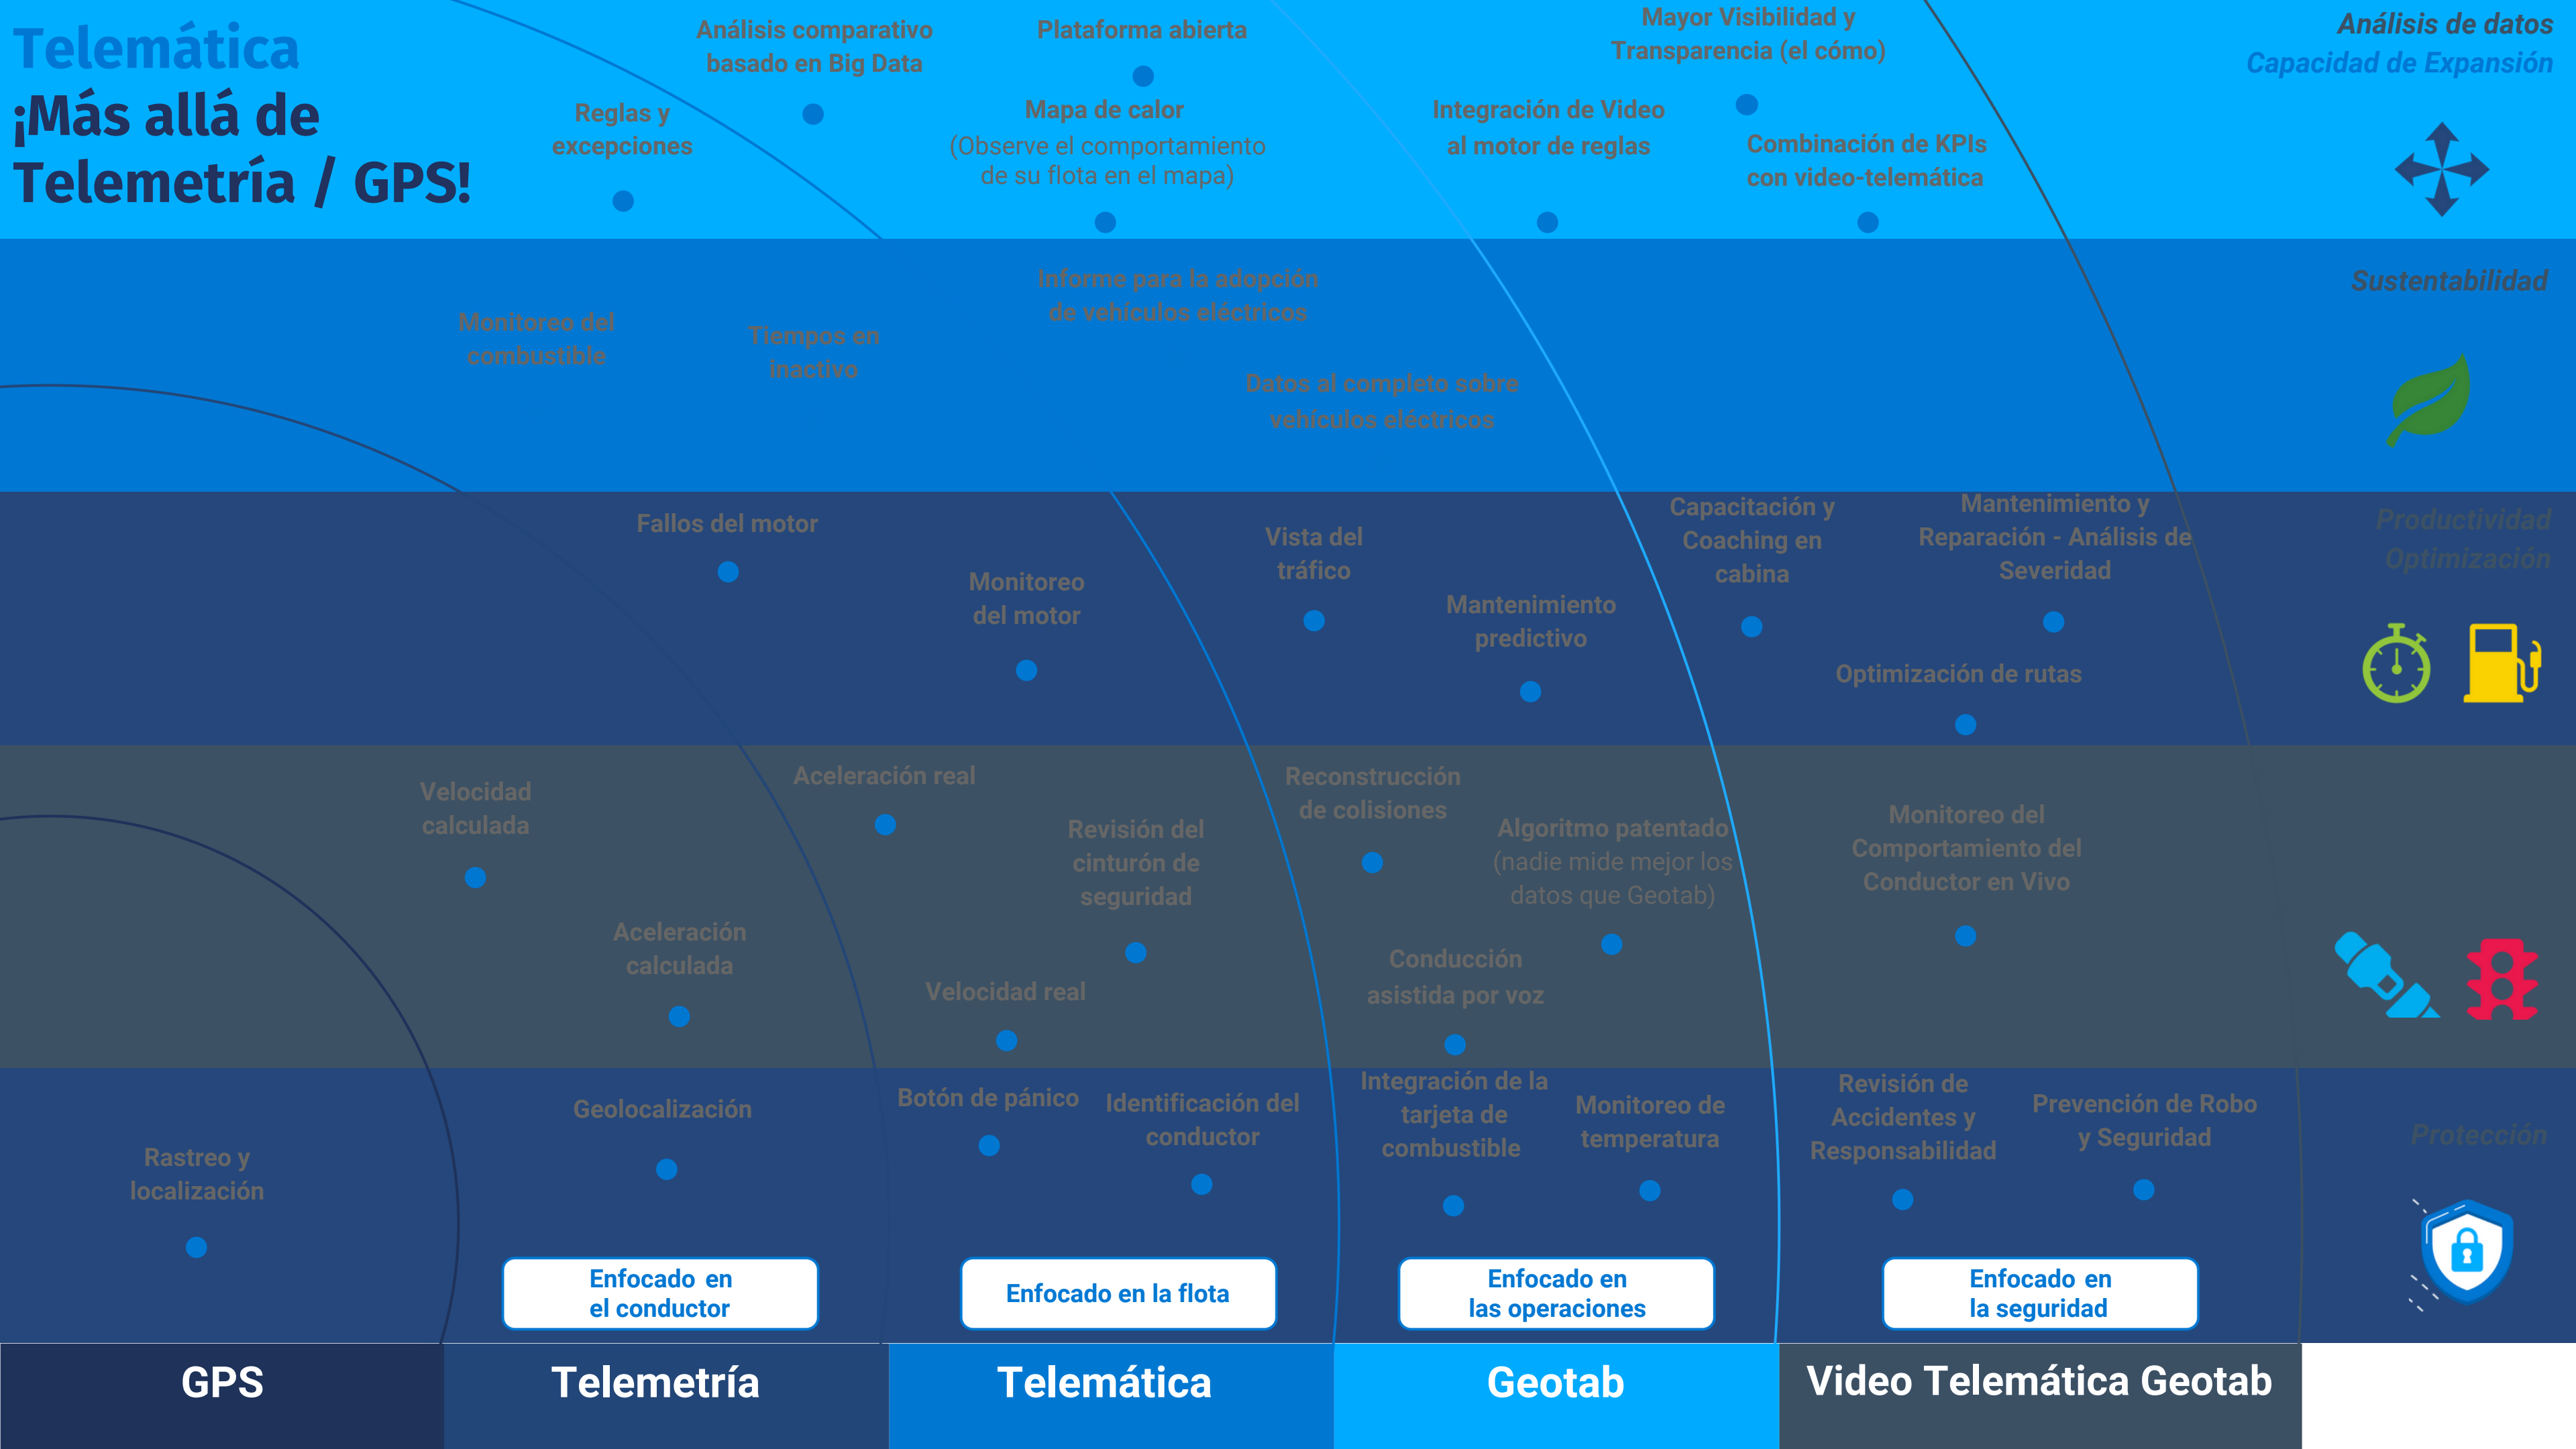 Telemática
¡Más allá de
Telemetría / GPS!
Análisis comparativo
basado en Big Data
Reglas y
excepciones
Plataforma abierta
Mapa de calor
(Observe el comportamiento
de su flota en el mapa)
Mayor Visibilidad y
Transparencia (el cómo)
Integración de Video
al motor de reglas
Combinación de KPIs
con video-telemática
Análisis de datos
Capacidad de Expansión
Monitoreo del
combustible
Tiempos en
inactivo
Informe para la adopción
de vehículos eléctricos
Datos al completo sobre
vehículos eléctricos
Sustentabilidad
Fallos del motor
Monitoreo
del motor
Vista del
tráfico
Mantenimiento
predictivo
Capacitación y
Coaching en
cabina
Mantenimiento y
Reparación - Análisis de
Severidad
Optimización de rutas
Productividad
Optimización
Velocidad
calculada
Aceleración
calculada
Aceleración real
Revisión del
cinturón de
seguridad
Velocidad real
Reconstrucción
de colisiones
Algoritmo patentado
(nadie mide mejor los
datos que Geotab)
Conducción
asistida por voz
Monitoreo del
Comportamiento del
Conductor en Vivo
Rastreo y
localización
Geolocalización
Botón de pánico
Identificación del
conductor
Integración de la
tarjeta de
combustible
Monitoreo de
temperatura
Revisión de
Accidentes y
Responsabilidad
Prevención de Robo
y Seguridad
Protección
Enfocado en
el conductor
Enfocado en la flota
Enfocado en
las operaciones
Enfocado en
la seguridad
GPS
Telemetría
Telemática
Geotab
Video Telemática Geotab